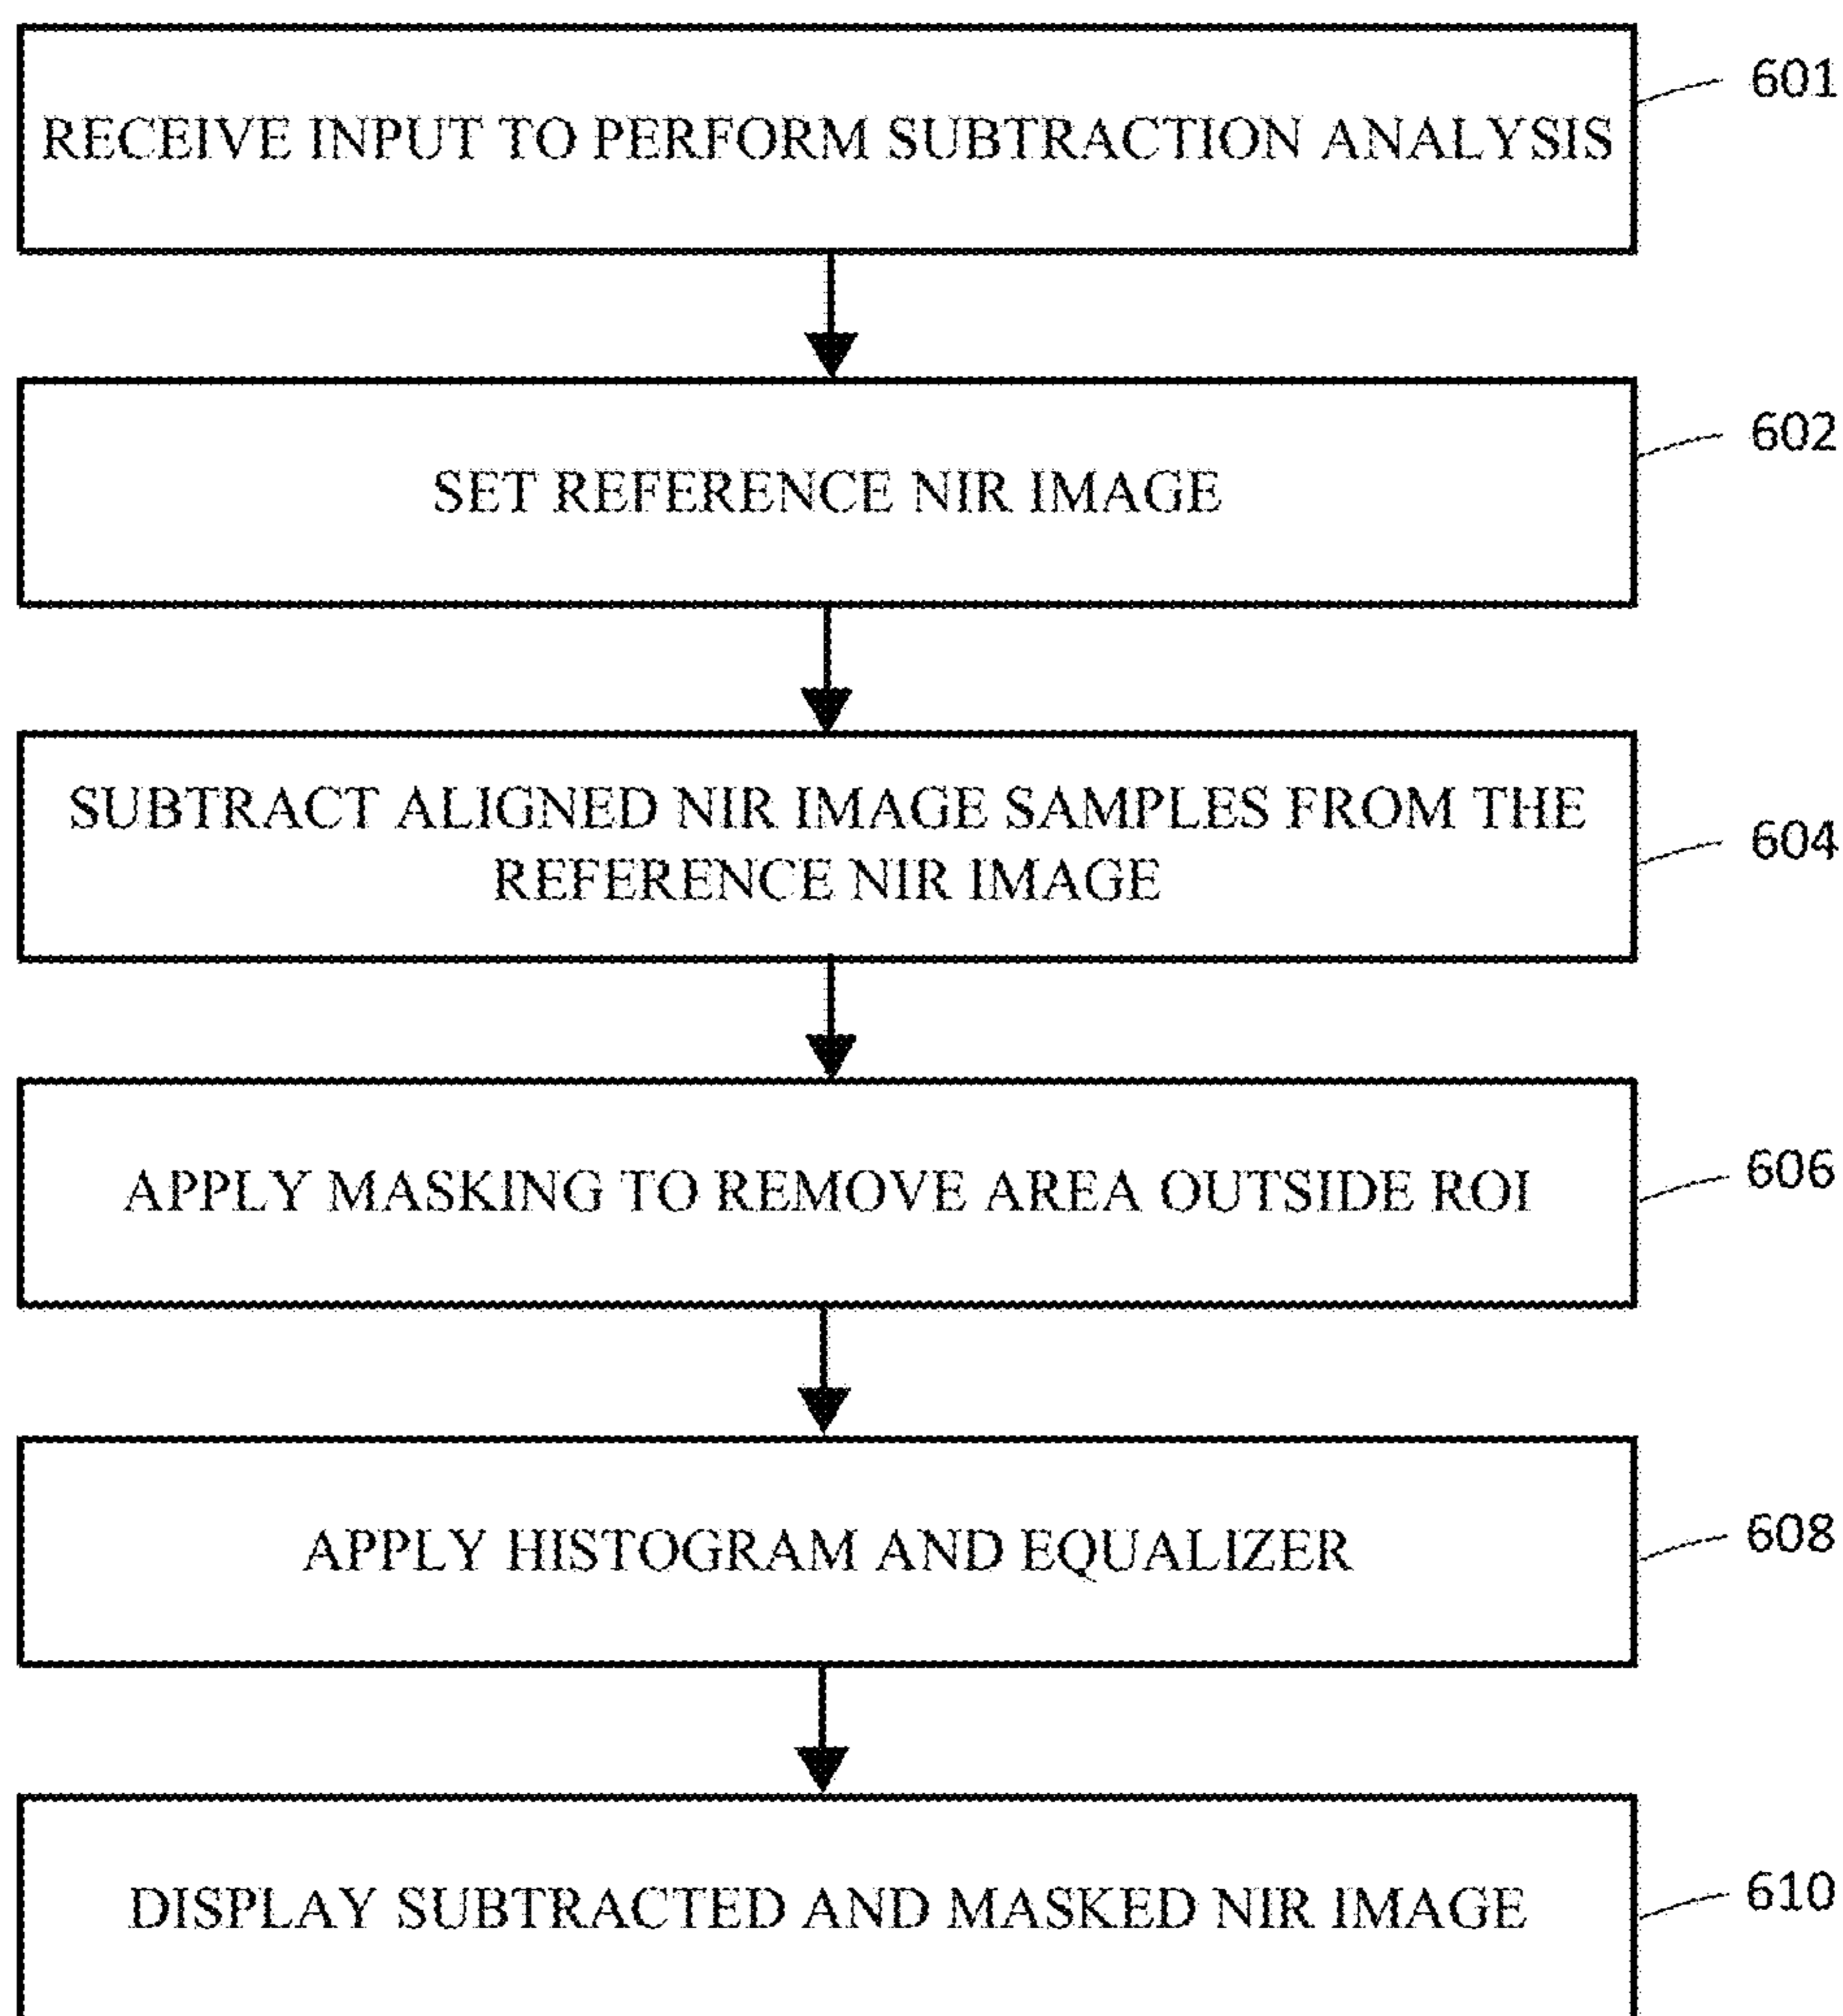 RECEIVE INPUT TO PERFORM SUBTRACTION ANALYSIS
601
SET REFERENCE NIR IMAGE
602
SUBTRACT ALIGNED NIR IMAGE SAMPLES FROM THE
REFERENCE NIR IMAGE
604
APPLY MASKING TO REMOVE AREA OUTSIDE ROI
606
APPLY HISTOGRAM AND EQUALIZER
608
DISPLAY SUBTRACTED AND MASKED NIR IMAGE
610